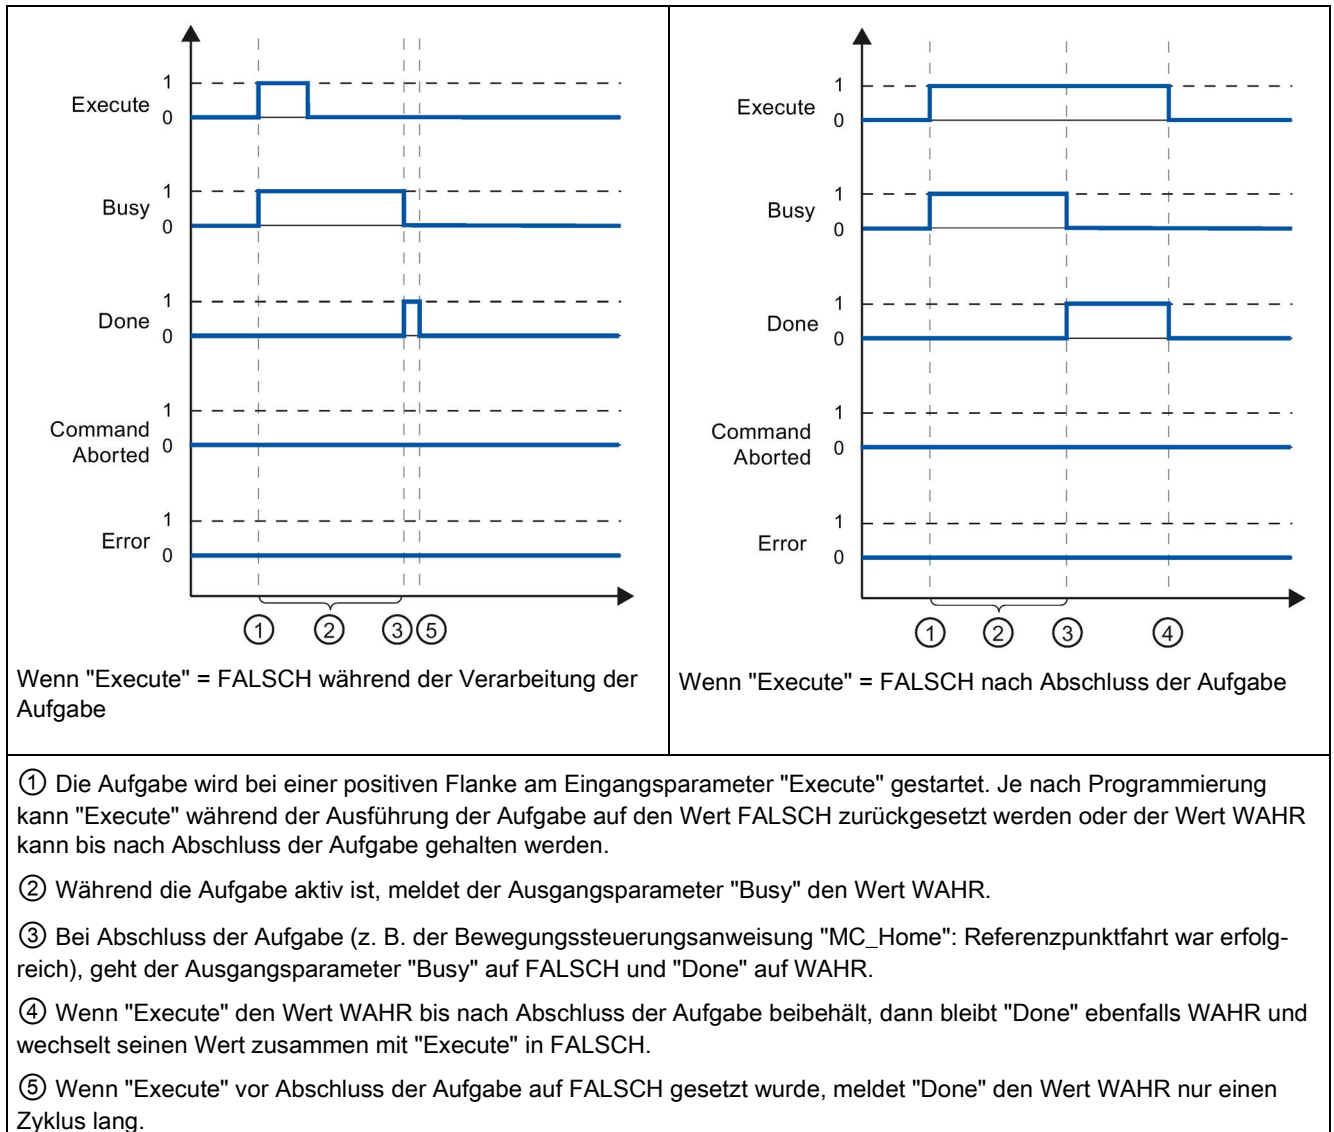 1
Execute
0
1
Busy
0
1
Done
0
1
Command
Aborted
0
1
Error
0
① ② ③ ⑤
Wenn "Execute" = FALSCH während der Verarbeitung der
Aufgabe
1
Execute
0
1
Busy
0
1
Done
0
1
Command
Aborted
0
1
Error
0
① ② ③ ④
Wenn "Execute" = FALSCH nach Abschluss der Aufgabe
① Die Aufgabe wird bei einer positiven Flanke am Eingangsparameter "Execute" gestartet. Je nach Programmierung
kann "Execute" während der Ausführung der Aufgabe auf den Wert FALSCH zurückgesetzt werden oder der Wert WAHR
kann bis nach Abschluss der Aufgabe gehalten werden.
② Während die Aufgabe aktiv ist, meldet der Ausgangsparameter "Busy" den Wert WAHR.
③ Bei Abschluss der Aufgabe (z. B. der Bewegungssteuerungsanweisung "MC_Home": Referenzpunktfahrt war erfolg-
reich), geht der Ausgangsparameter "Busy" auf FALSCH und "Done" auf WAHR.
④ Wenn "Execute" den Wert WAHR bis nach Abschluss der Aufgabe beibehält, dann bleibt "Done" ebenfalls WAHR und
wechselt seinen Wert zusammen mit "Execute" in FALSCH.
⑤ Wenn "Execute" vor Abschluss der Aufgabe auf FALSCH gesetzt wurde, meldet "Done" den Wert WAHR nur einen
Zyklus lang.